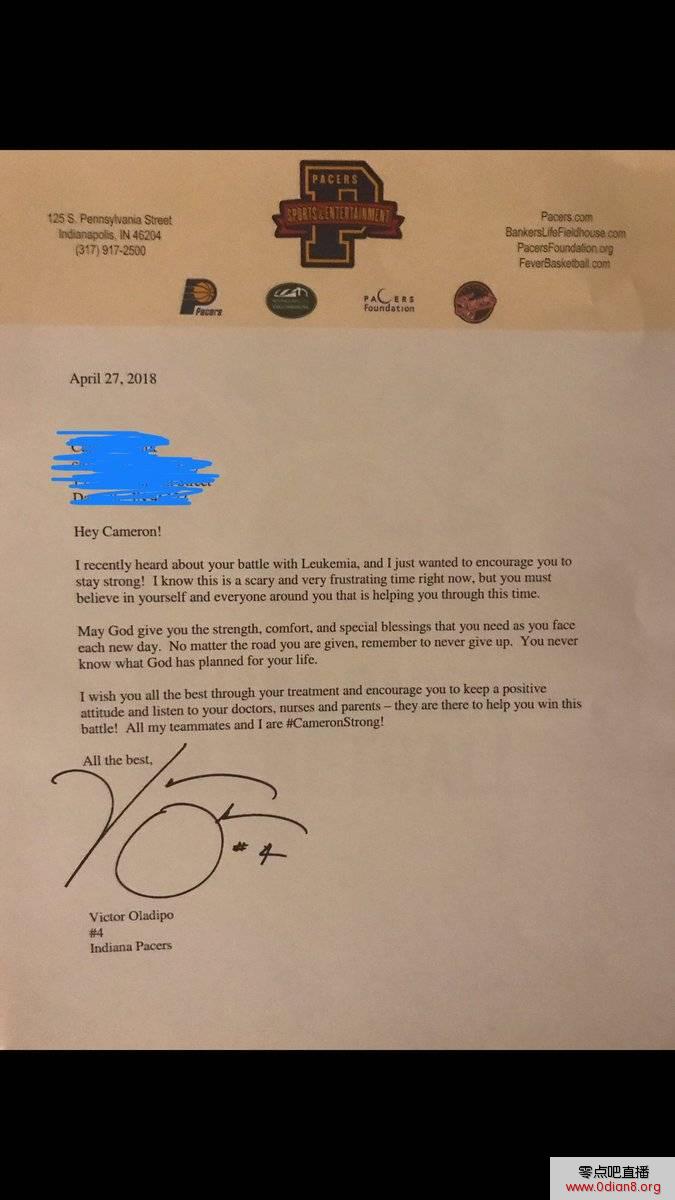 PACERS
SPORTS & ENTERTAINMENT
125 S. Pennsylvania Street
Indianapolis, IN 46204
(317) 917-2500
Pacers.com
BankersLifeFieldhouse.com
PacersFoundation.org
FeverBasketball.com
Pacers
PACERS
Foundation
April 27, 2018
Hey Cameron!
I recently heard about your battle with Leukemia, and I just wanted to encourage you to
stay strong!  I know this is a scary and very frustrating time right now, but you must
believe in yourself and everyone around you that is helping you through this time.
May God give you the strength, comfort, and special blessings that you need as you face
each new day.  No matter the road you are given, remember to never give up.  You never
know what God has planned for your life.
I wish you all the best through your treatment and encourage you to keep a positive
attitude and listen to your doctors, nurses and parents – they are there to help you win this
battle!  All my teammates and I are #CameronStrong!
All the best,
#4
Victor Oladipo
#4
Indiana Pacers
零点吧直播
www.0dian8.org